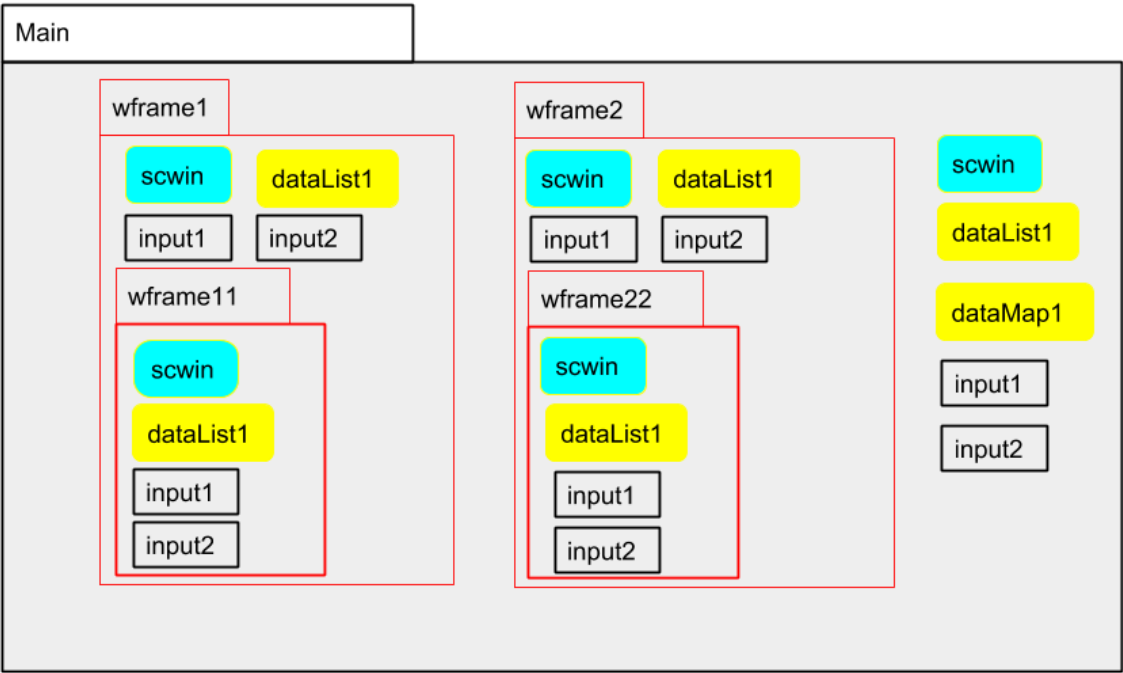 Main
wframe1
scwin
dataList1
input1
input2
wframe11
scwin
dataList1
input1
input2
wframe2
scwin
dataList1
input1
input2
wframe22
scwin
dataList1
input1
input2
scwin
dataList1
dataMap1
input1
input2